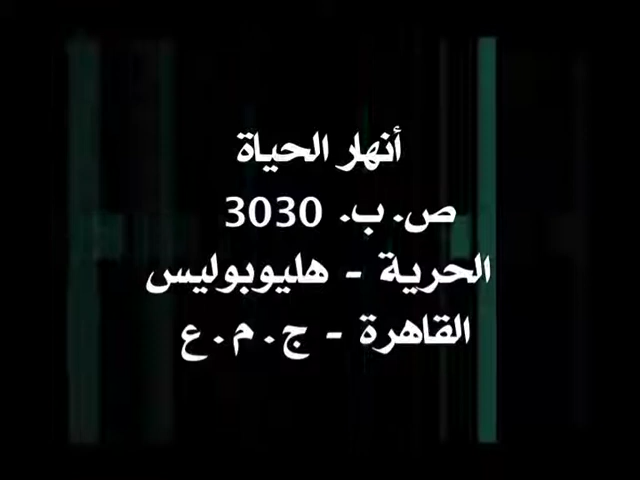 أنهار الحياة
ص. ب. 3030
الحرية - هليوبوليس
القاهرة - ج. م. ع